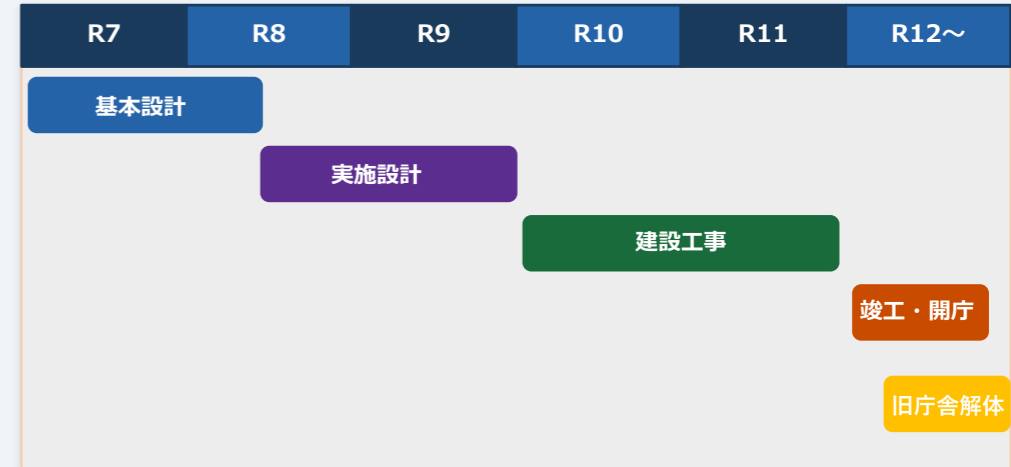 R7 R8 R9 R10 R11 R12～
基本設計
実施設計
建設工事
竣工・開庁
旧庁舎解体